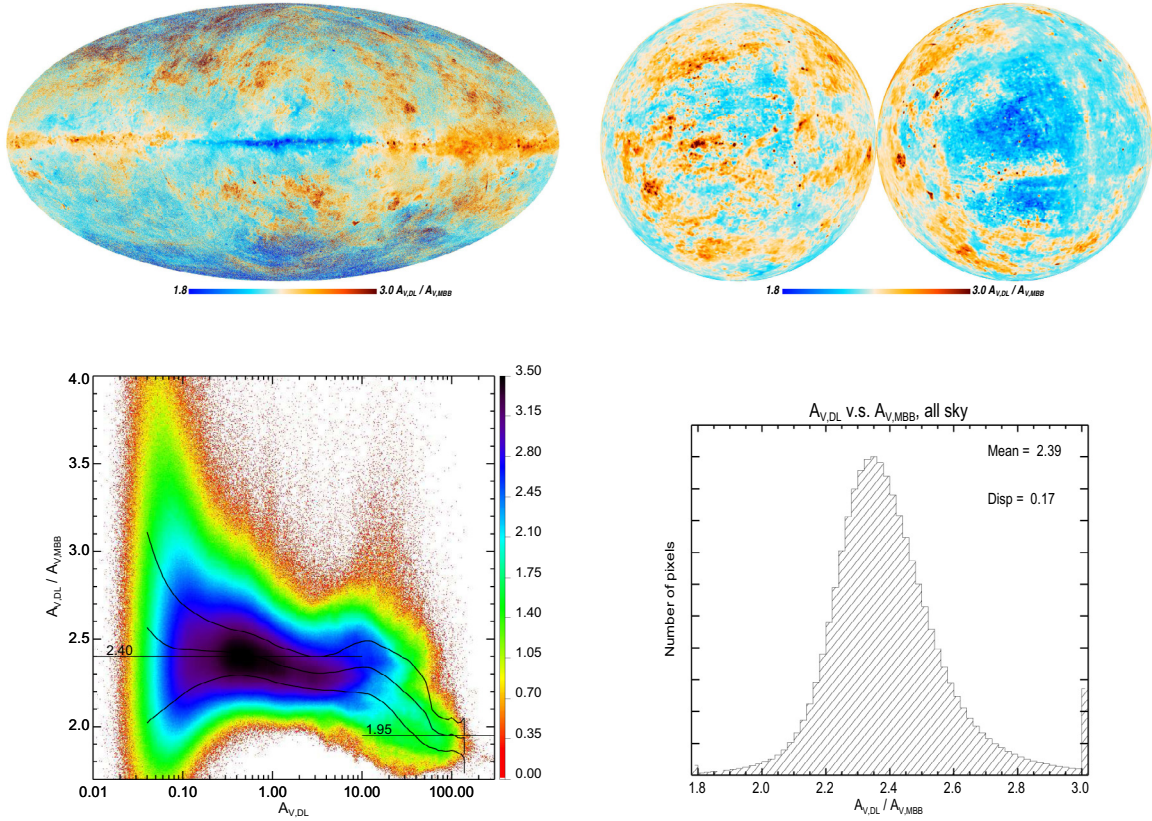 1.8 3.0 A_V,DL / A_V,MBB
1.8 3.0 A_V,DL / A_V,MBB
4.0
3.5
3.0
2.5
2.0
A_V,DL / A_V,MBB
2.40
1.95
0.01 0.10 1.00 10.00 100.00
A_V,DL
3.50
3.15
2.80
2.45
2.10
1.75
1.40
1.05
0.70
0.35
0.00
A_V,DL v.s. A_V,MBB, all sky
Mean = 2.39
Disp = 0.17
Number of pixels
1.8 2.0 2.2 2.4 2.6 2.8 3.0
A_V,DL / A_V,MBB